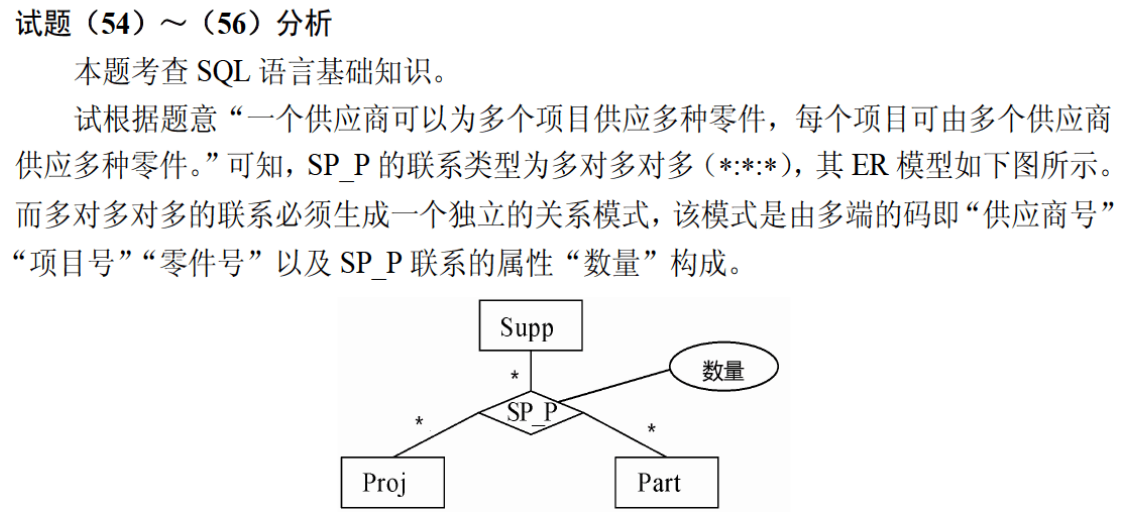 试题（54）～（56）分析
本题考查 SQL 语言基础知识。
试根据题意“一个供应商可以为多个项目供应多种零件，每个项目可由多个供应商
供应多种零件。”可知，SP_P 的联系类型为多对多对多（*:*:*），其 ER 模型如下图所示。
而多对多对多的联系必须生成一个独立的关系模式，该模式是由多端的码即“供应商号”
“项目号”“零件号”以及 SP_P 联系的属性“数量”构成。
Supp
数量
*
SP_P
*
*
Proj
Part